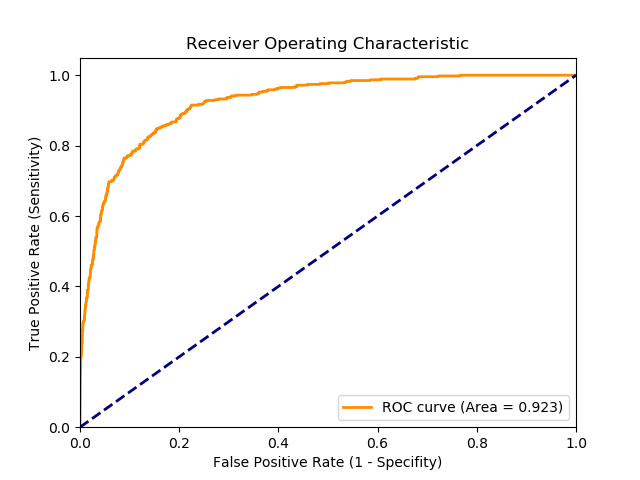 Receiver Operating Characteristic
True Positive Rate (Sensitivity)
1.0
0.8
0.6
0.4
0.2
0.0
ROC curve (Area = 0.923)
0.0 0.2 0.4 0.6 0.8 1.0
False Positive Rate (1 - Specifity)